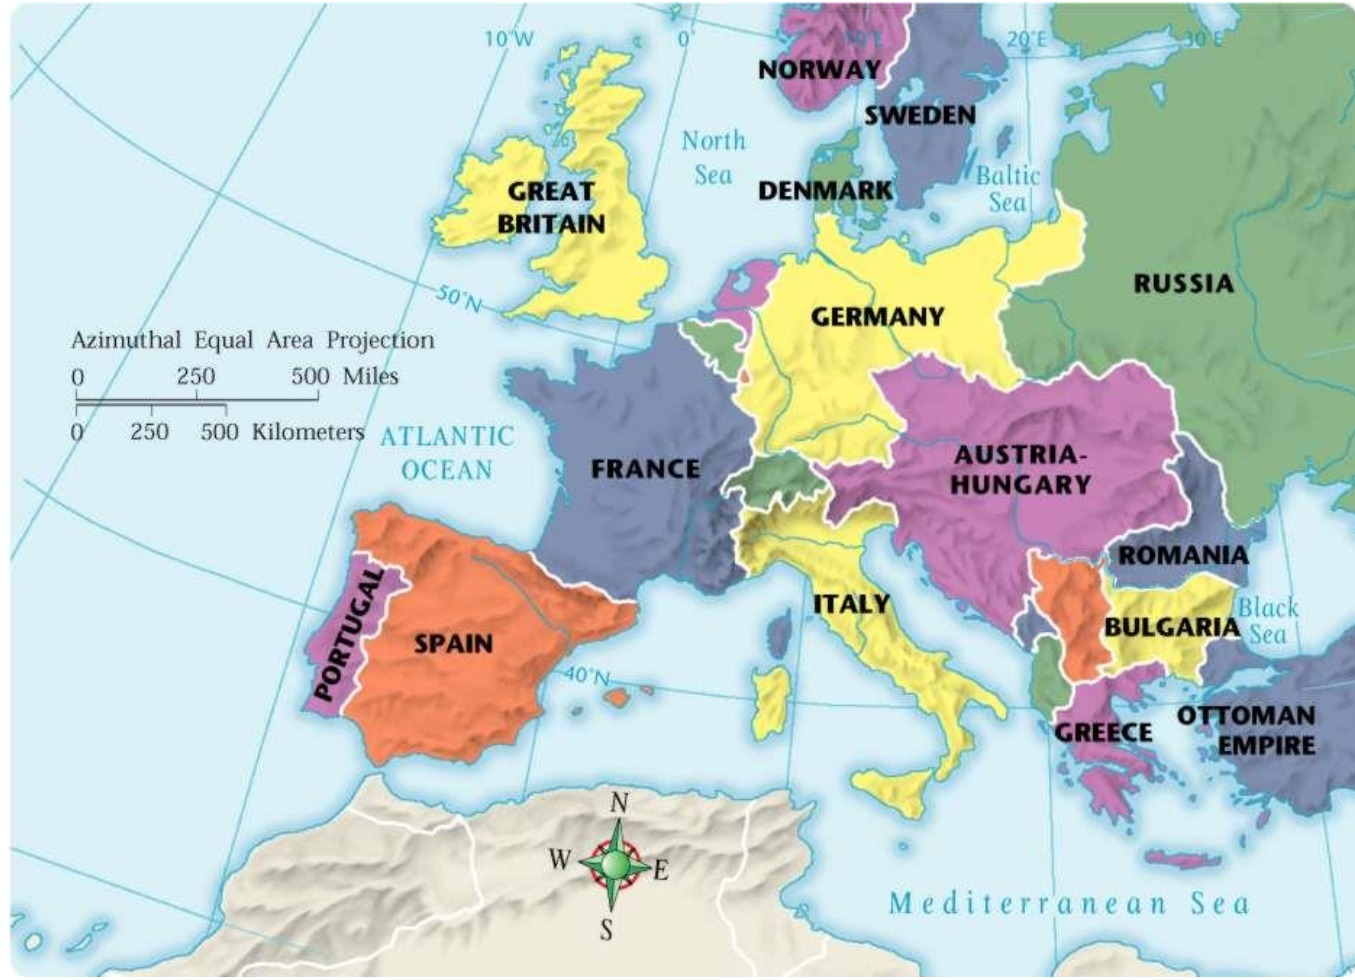 10°W
0°
10°E
20°E
30°E
NORWAY
SWEDEN
North
Sea
Baltic
Sea
DENMARK
GREAT
BRITAIN
RUSSIA
50°N
GERMANY
Azimuthal Equal Area Projection
0 250 500 Miles
0 250 500 Kilometers
ATLANTIC
OCEAN
FRANCE
AUSTRIA-
HUNGARY
ROMANIA
ITALY
PORTUGAL
SPAIN
BULGARIA
Black
Sea
40°N
GREECE
OTTOMAN
EMPIRE
N
W
E
S
Mediterranean Sea